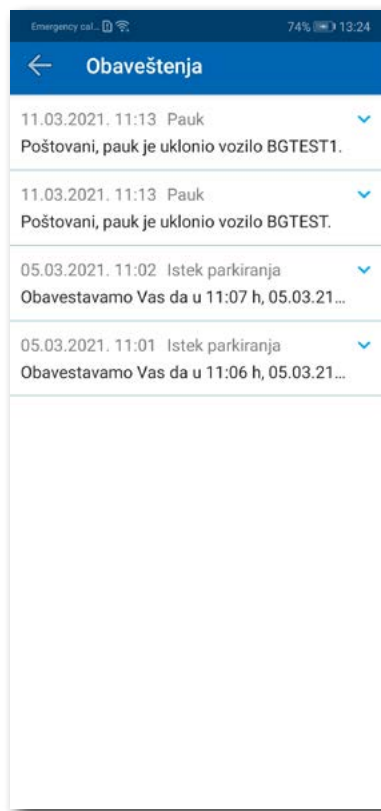 Emergency cal... 74% 13:24
Obaveštenja
11.03.2021. 11:13 Pauk
Poštovani, pauk je uklonio vozilo BGTEST1.
11.03.2021. 11:13 Pauk
Poštovani, pauk je uklonio vozilo BGTEST.
05.03.2021. 11:02 Istek parkiranja
Obavestavamo Vas da u 11:07 h, 05.03.21...
05.03.2021. 11:01 Istek parkiranja
Obavestavamo Vas da u 11:06 h, 05.03.21...